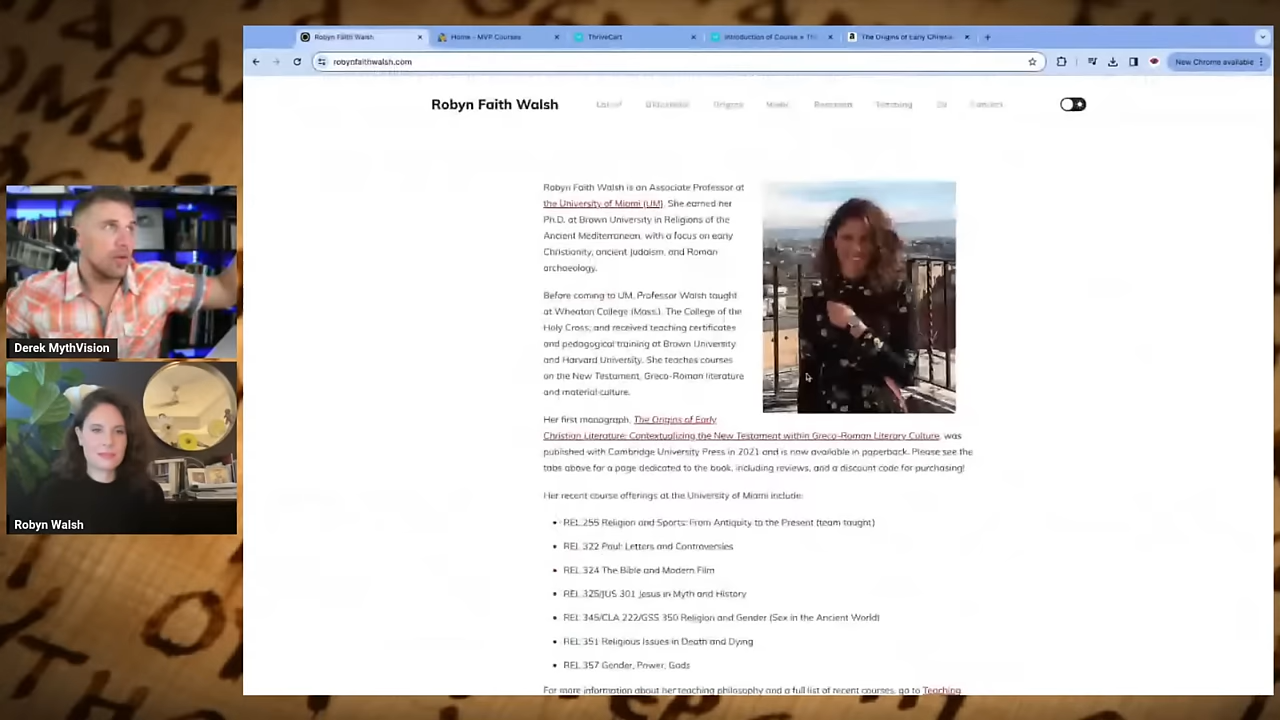 Robyn Faith Walsh
Home - MVP Courses
ThriveCart
Introduction of Course » Th
The Origins of Early Christia
robynfaithwalsh.com
New Chrome available
Robyn Faith Walsh
Origins
Contact
Robyn Faith Walsh is an Associate Professor at
the University of Miami (UM). She earned her
Ph.D. at Brown University in Religions of the
Ancient Mediterranean, with a focus on early
Christianity, ancient Judaism, and Roman
archaeology.
Before coming to UM, Professor Walsh taught
at Wheaton College (Mass.), The College of the
Holy Cross, and received teaching certificates
and pedagogical training at Brown University
and Harvard University. She teaches courses
on the New Testament, Greco-Roman literature
and material culture.
Her first monograph, The Origins of Early
Christian Literature: Contextualizing the New Testament within Greco-Roman Literary Culture, was
published with Cambridge University Press in 2021 and is now available in paperback. Please see the
tabs above for a page dedicated to the book, including reviews, and a discount code for purchasing!
Her recent course offerings at the University of Miami include:
• REL 255 Religion and Sports: From Antiquity to the Present (team taught)
• REL 322 Paul: Letters and Controversies
• REL 324 The Bible and Modern Film
• REL 325/JUS 301 Jesus in Myth and History
• REL 345/CLA 222/GSS 350 Religion and Gender (Sex in the Ancient World)
• REL 351 Religious Issues in Death and Dying
• REL 357 Gender, Power, Gods
For more information about her teaching philosophy and a full list of recent courses, go to Teaching
Derek MythVision
Robyn Walsh